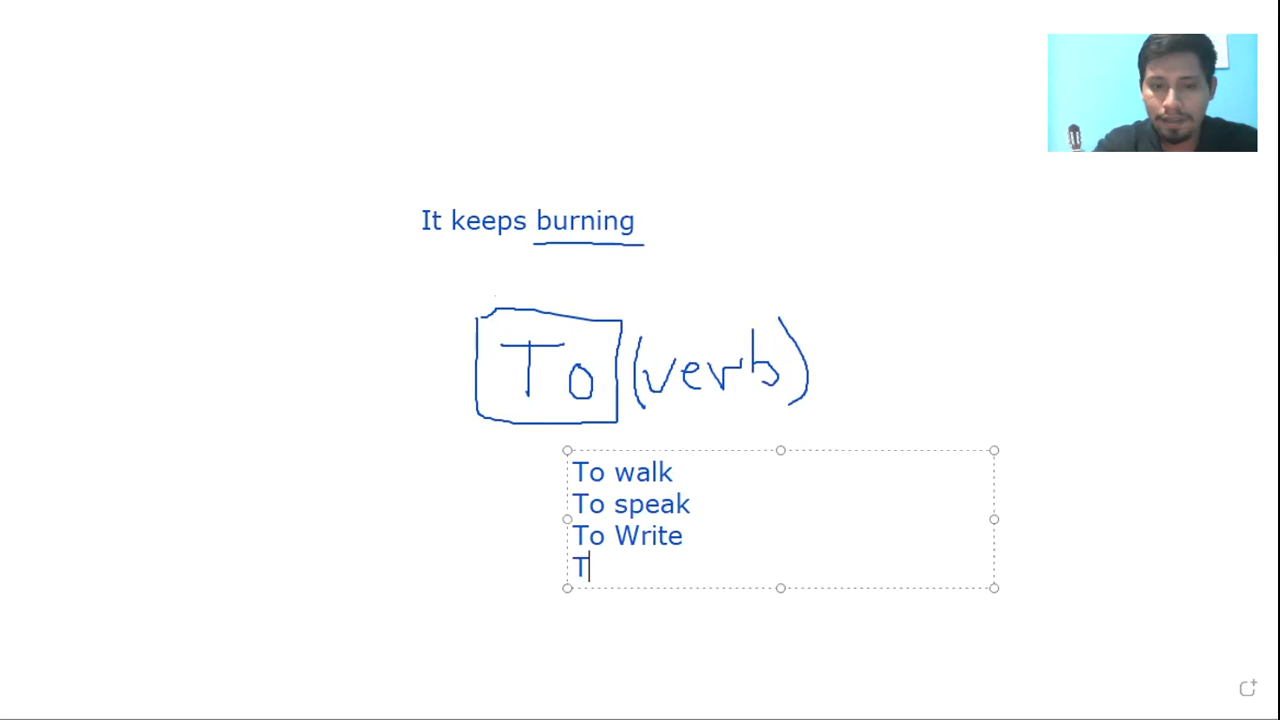 It keeps burning
To (verb)
To walk
To speak
To Write
T